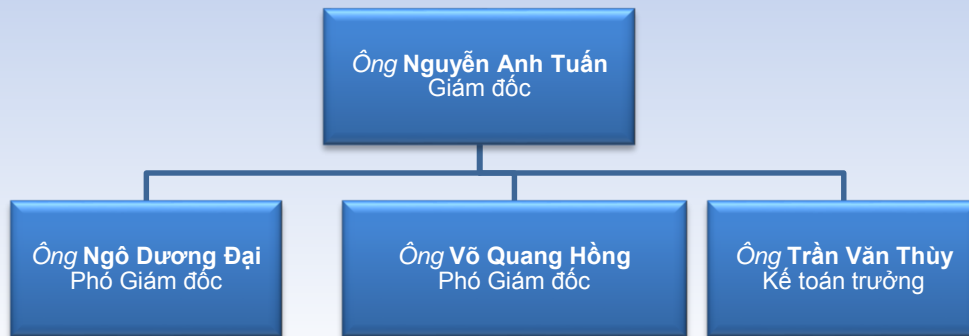 Ông Nguyễn Anh Tuấn
Giám đốc
Ông Ngô Dương Đại
Phó Giám đốc
Ông Võ Quang Hồng
Phó Giám đốc
Ông Trần Văn Thùy
Kế toán trưởng